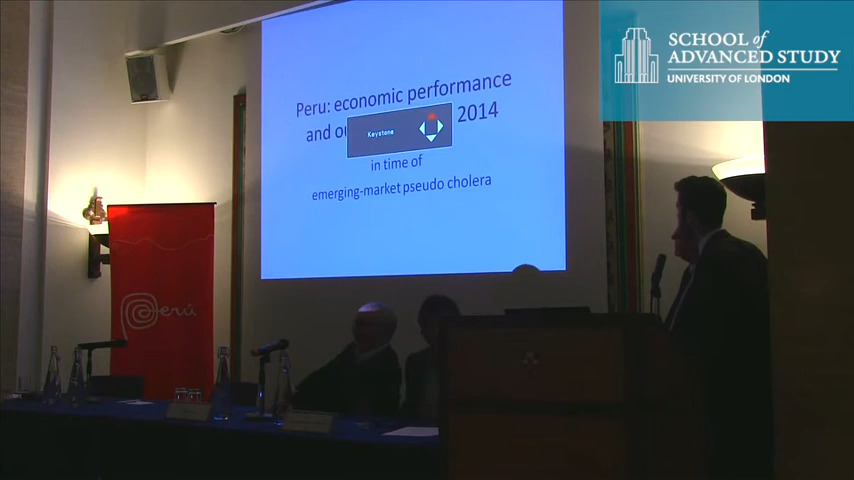 SCHOOL of
ADVANCED STUDY
UNIVERSITY OF LONDON
Peru: economic performance
and ou 2014
Keystone
in time of
emerging-market pseudo cholera
Perú